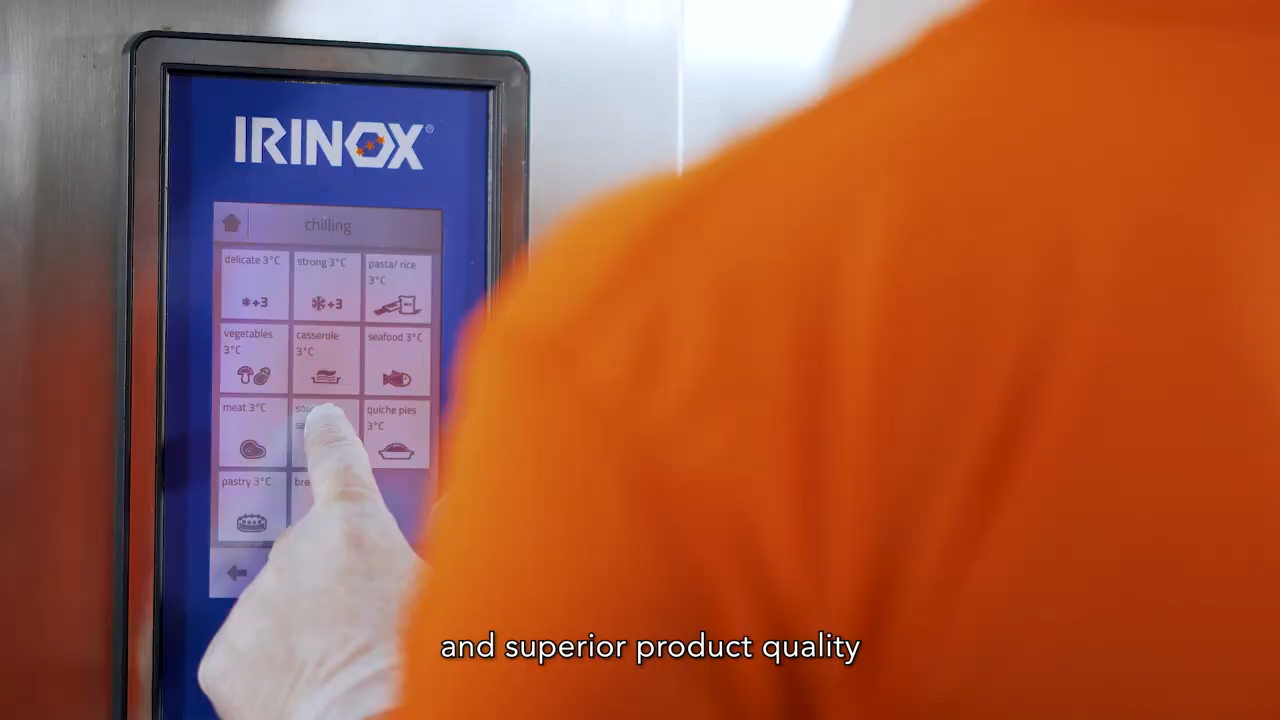 IRINOX®
chilling
delicate 3°C
strong 3°C
pasta/ rice
3°C
+3
+3
vegetables
3°C
casserole
3°C
seafood 3°C
meat 3°C
quiche pies
3°C
pastry 3°C
and superior product quality